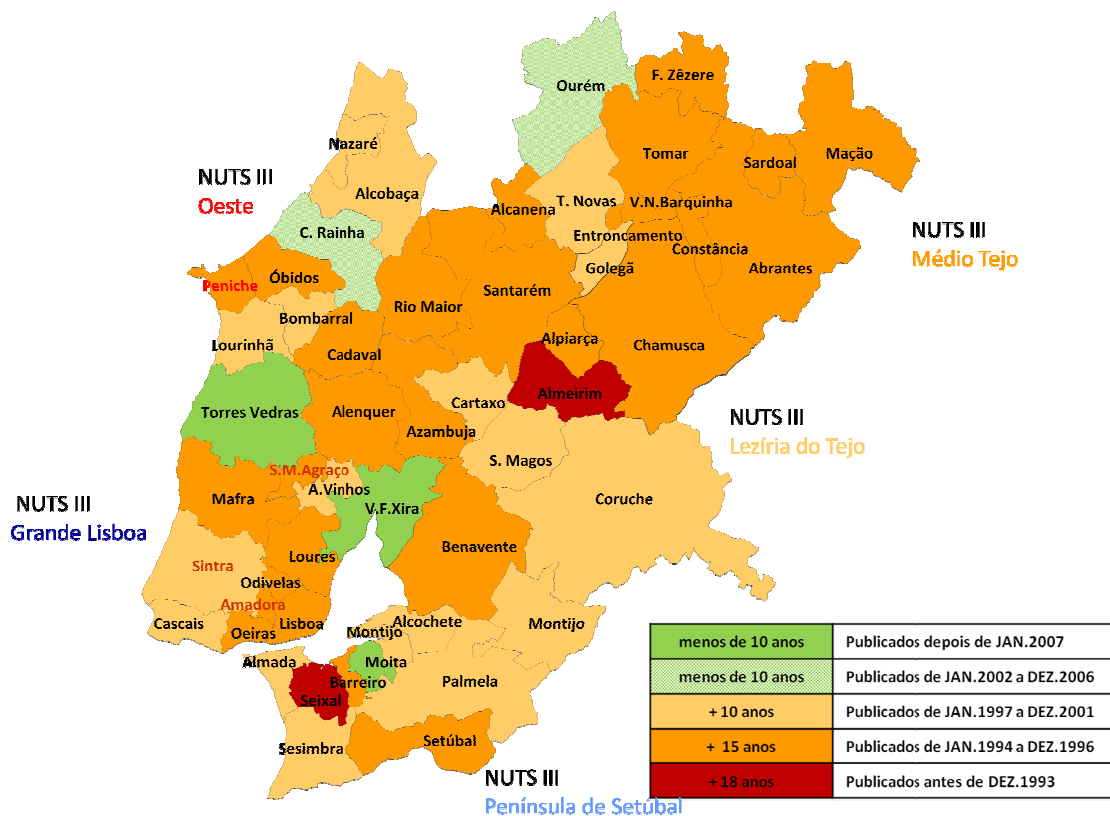 Ourém
F. Zêzere
Nazaré
Tomar
Sardoal
Mação
NUTS III
Oeste
Alcobaça
T. Novas
V.N.Barquinha
Alcanena
C. Rainha
Entroncamento
Constância
NUTS III
Médio Tejo
Golegã
Abrantes
Peniche
Óbidos
Santarém
Rio Maior
Bombarral
Lourinhã
Cadaval
Alpiarça
Chamusca
Almeirim
Torres Vedras
Alenquer
Cartaxo
Azambuja
NUTS III
Lezíria do Tejo
S.M.Agraço
S. Magos
A.Vinhos
Mafra
V.F.Xira
Coruche
NUTS III
Grande Lisboa
Benavente
Loures
Sintra
Odivelas
Amadora
Cascais
Oeiras
Lisboa
Montijo
Alcochete
Montijo
Almada
Moita
Barreiro
Palmela
Seixal
Sesimbra
Setúbal
NUTS III
Península de Setúbal
menos de 10 anos Publicados depois de JAN.2007
menos de 10 anos Publicados de JAN.2002 a DEZ.2006
+ 10 anos Publicados de JAN.1997 a DEZ.2001
+ 15 anos Publicados de JAN.1994 a DEZ.1996
+ 18 anos Publicados antes de DEZ.1993